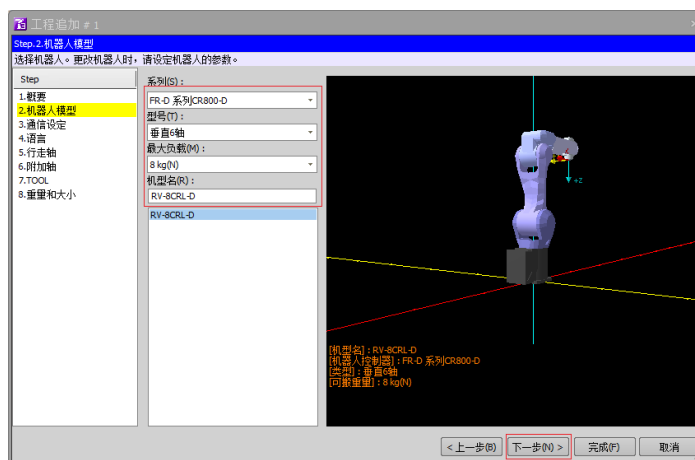 工程追加 # 1
Step.2.机器人模型
选择机器人。更改机器人时，请设定机器人的参数。
Step
1.概要
2.机器人模型
3.通信设定
4.语言
5.行走轴
6.附加轴
7.TOOL
8.重量和大小
系列(S)：
FR-D 系列CR800-D
型号(T)：
垂直6轴
最大负载(M)：
8 kg(N)
机型名(R)：
RV-8CRL-D
RV-8CRL-D
+Z
[机型名]：RV-8CRL-D
[机器人控制器]：FR-D 系列CR800-D
[类型]：垂直6轴
[可搬重量]：8 kg(N)
< 上一步(B)
下一步(N) >
完成(F)
取消